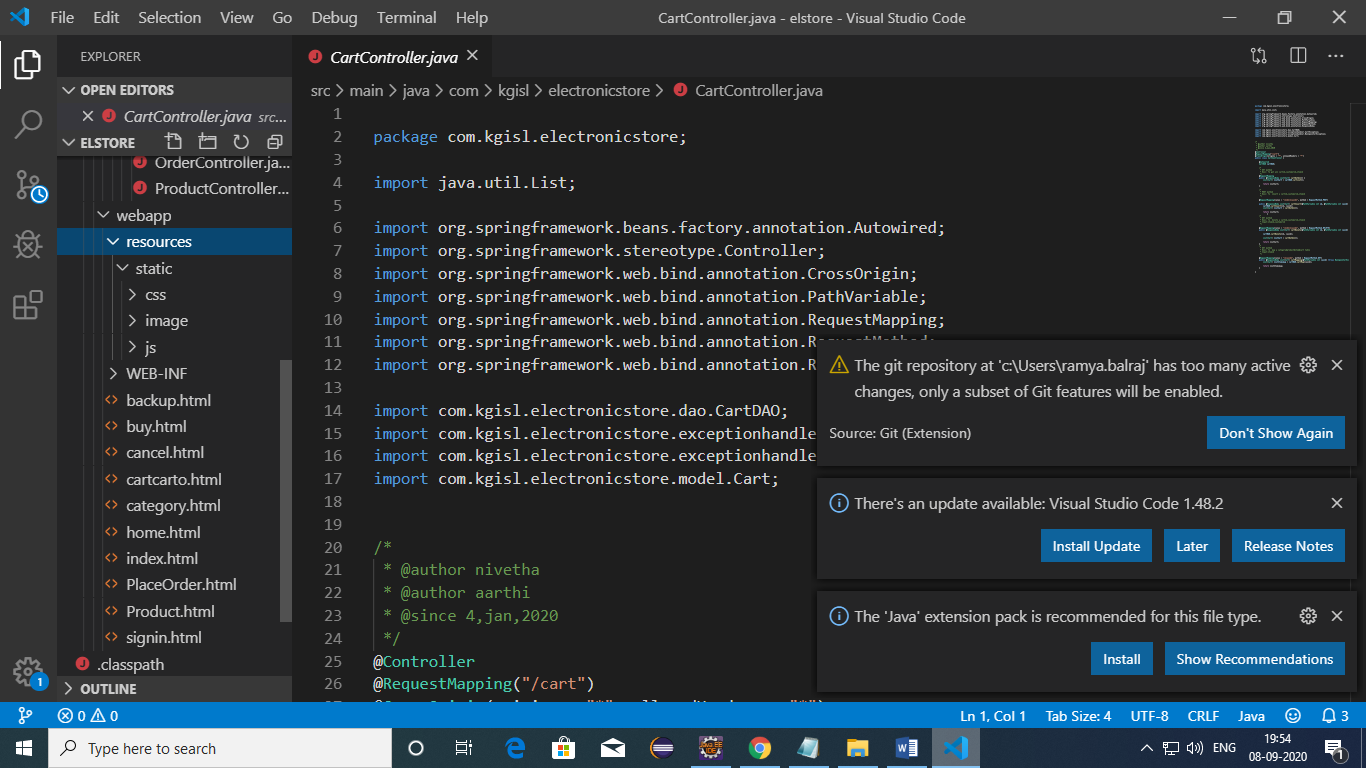 File Edit Selection View Go Debug Terminal Help
CartController.java - elstore - Visual Studio Code
EXPLORER
OPEN EDITORS
CartController.java src...
ELSTORE
OrderController.ja...
ProductController...
webapp
resources
static
css
image
js
WEB-INF
backup.html
buy.html
cancel.html
cartcarto.html
category.html
home.html
index.html
PlaceOrder.html
Product.html
signin.html
.classpath
OUTLINE
CartController.java
src > main > java > com > kgisl > electronicstore > CartController.java
1
2 package com.kgisl.electronicstore;
3
4 import java.util.List;
5
6 import org.springframework.beans.factory.annotation.Autowired;
7 import org.springframework.stereotype.Controller;
8 import org.springframework.web.bind.annotation.CrossOrigin;
9 import org.springframework.web.bind.annotation.PathVariable;
10 import org.springframework.web.bind.annotation.RequestMapping;
11 import org.springframework.web.bind.annotation.RequestMethod;
12 import org.springframework.web.bind.annotation.R
13
14 import com.kgisl.electronicstore.dao.CartDAO;
15 import com.kgisl.electronicstore.exceptionhandle
16 import com.kgisl.electronicstore.exceptionhandle
17 import com.kgisl.electronicstore.model.Cart;
18
19
20 /*
21 * @author nivetha
22 * @author aarthi
23 * @since 4,jan,2020
24 */
25 @Controller
26 @RequestMapping("/cart")
The git repository at 'c:\Users\ramya.balraj' has too many active
changes, only a subset of Git features will be enabled.
Source: Git (Extension)
Don't Show Again
There's an update available: Visual Studio Code 1.48.2
Install Update
Later
Release Notes
The 'Java' extension pack is recommended for this file type.
Install
Show Recommendations
1
0 0
Ln 1, Col 1 Tab Size: 4 UTF-8 CRLF Java 3
Type here to search
JAVA EE
IDE
ENG
19:54
08-09-2020
1